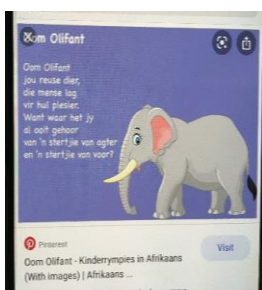 Oom Olifant
Oom Olifant
jou reuse dier,
die mense lag
vir hul plesier.
Want waar het jy
al ooit gehoor
van 'n stertjie van agter
en 'n stertjie van voor?
Pinterest
Visit
Oom Olifant - Kinderrympies in Afrikaans
(With images) | Afrikaans ...